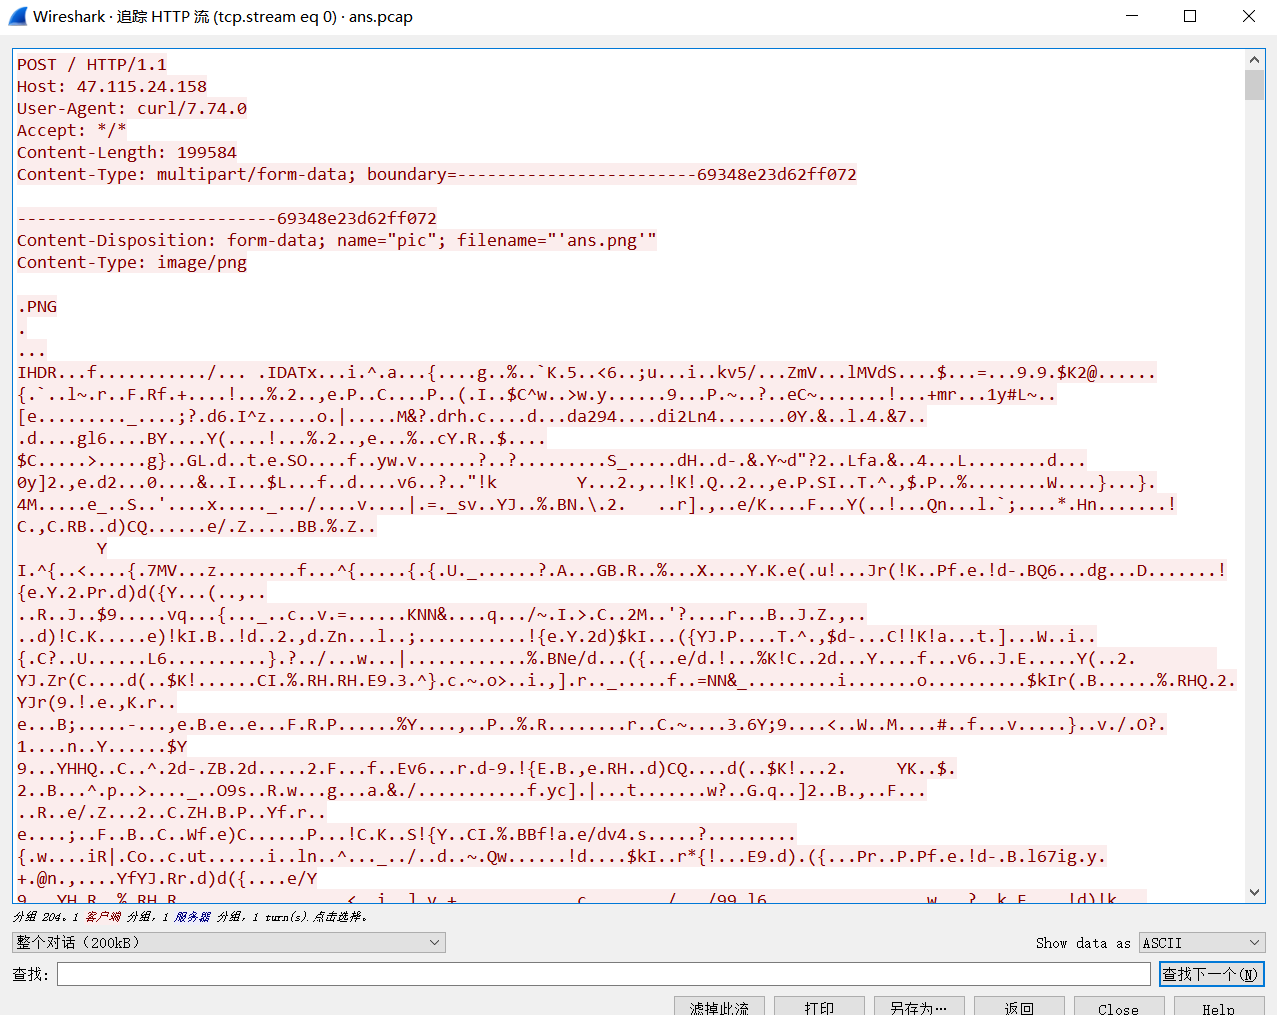 Wireshark · 追踪 HTTP 流 (tcp.stream eq 0) · ans.pcap
POST / HTTP/1.1
Host: 47.115.24.158
User-Agent: curl/7.74.0
Accept: */*
Content-Length: 199584
Content-Type: multipart/form-data; boundary=------------------------69348e23d62ff072
--------------------------69348e23d62ff072
Content-Disposition: form-data; name="pic"; filename="'ans.png'"
Content-Type: image/png
.PNG
.
...
IHDR...f.........../... .IDATx...i.^.a...{....g..%..`K.5..<6..;u...i..kv5/...ZmV...lMVdS....$...=...9.9.$K2@......
{.`..l~.r..F.Rf.+....!...%.2..,e.P..C....P..(.I..$C^w..>w.y......9...P.~..?..eC~.......!...+mr...1y#L~..
[e........._....;?.d6.I^z.....o.|.....M&?.drh.c....d...da294....di2Ln4.......0Y.&..l.4.&7..
.d....gl6....BY....Y(....!...%.2..,e...%..cY.R..$....
$C.....>.....g}..GL.d..t.e.SO....f..yw.v......?..?.........S_.....dH..d-.&.Y~d"?2..Lfa.&..4...L........d...
0y]2.,e.d2...0....&..I...$L...f..d....v6..?.."!k Y...2.,..!K!.Q..2..,e.P.SI..T.^.,$.P..%........W....}...}.
4M.....e_..S..'....x....._.../....v....|.=._sv..YJ..%.BN.\.2. ..r].,..e/K....F...Y(..!...Qn...l.`;....*.Hn.......!
C.,C.RB..d)CQ......e/.Z.....BB.%.Z..
Y
I.^{..<....{.7MV...z........f...^{.....{.{.U._......?.A...GB.R..%...X....Y.K.e(.u!...Jr(!K..Pf.e.!d-.BQ6...dg...D.......!
{e.Y.2.Pr.d)d({Y...(..,..
..R..J..$9.....vq...{..._..c..v.=......KNN&....q.../~.I.>.C..2M..'?....r...B..J.Z.,..
..d)!C.K.....e)!kI.B..!d..2.,d.Zn...l..;...........!{e.Y.2d)$kI...({YJ.P....T.^.,$d-...C!!K!a...t.]...W..i..
{.C?..U......L6..........}.?../...w...|............%.BNe/d...({...e/d.!...%K!C..2d...Y....f...v6..J.E.....Y(..2.
YJ.Zr(C....d(..$K!......CI.%.RH.RH.E9.3.^}.c.~.o>..i.,].r.._.....f..=NN&_.........i.......o..........$kIr(.B......%.RHQ.2.
YJr(9.!.e.,K.r..
e...B;.....-...,e.B.e..e...F.R.P......%Y....,..P..%.R........r..C.~....3.6Y;9....<..W..M....#..f...v.....}..v./.O?.
1....n..Y......$Y
9...YHHQ..C..^.2d-.ZB.2d.....2.F...f..Ev6...r.d-9.!{E.B.,e.RH..d)CQ....d(..$K!...2. YK..$.
2..B...^.p..>...._..O9s..R.w...g...a.&./...........f.yc].|...t.......w?..G.q..]2..B.,..F...
..R..e/.Z...2..C.ZH.B.P..Yf.r..
e....;..F..B..C..Wf.e)C......P...!C.K..S!{Y..CI.%.BBf!a.e/dv4.s.....?.........
{.w....iR|.Co..c.ut......i..ln..^..._../..d..~.Qw......!d....$kI..r*{!...E9.d).({...Pr..P.Pf.e.!d-.B.l67ig.y.
+.@n.,....YfYJ.Rr.d)d({....e/Y
分组 204。1 客户端 分组，1 服务器 分组，1 turn(s).点击选择。
整个对话（200kB）
Show data as ASCII
查找:
查找下一个(N)
滤掉此流 打印 另存为… 返回 Close Help